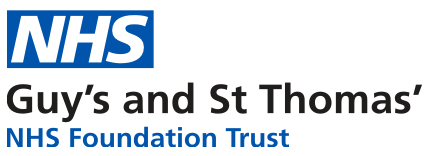 NHS
Guy’s and St Thomas’
NHS Foundation Trust